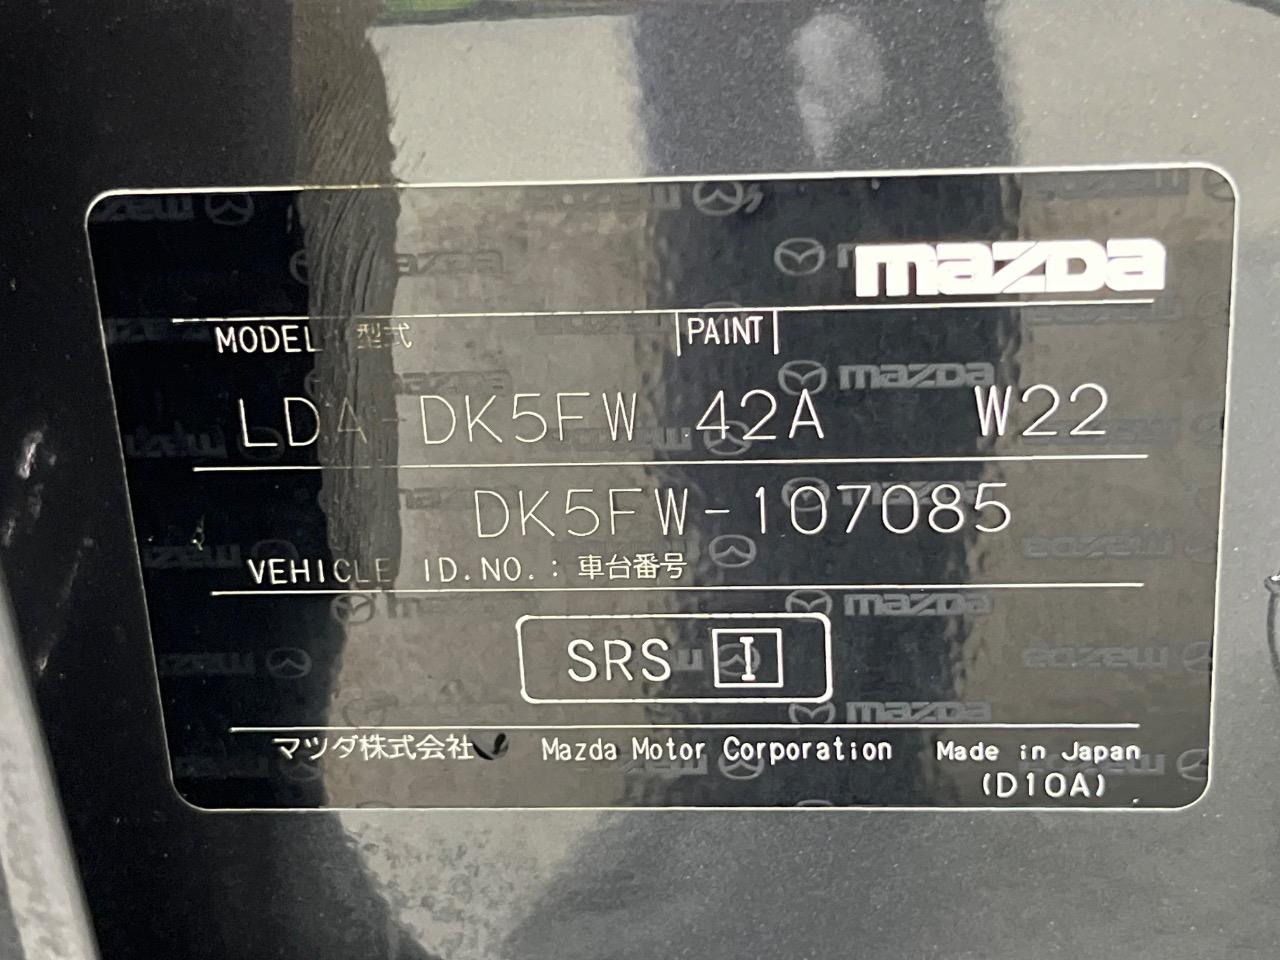 mazda
MODEL 型式 PAINT
LDA-DK5FW 42A W22
DK5FW-107085
VEHICLE ID.NO.: 車台番号
SRS I
マツダ株式会社 Mazda Motor Corporation Made in Japan
(D10A)